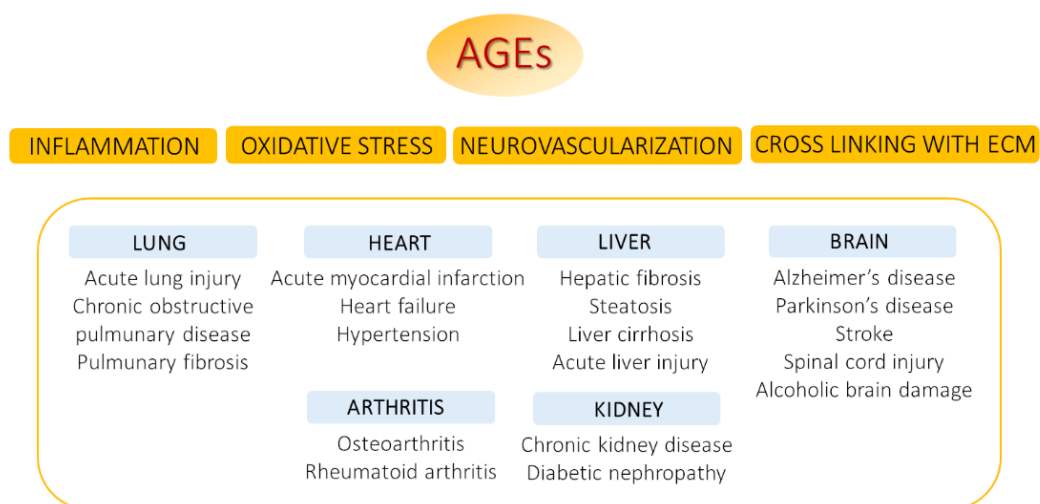 AGEs
INFLAMMATION
OXIDATIVE STRESS
NEUROVASCULARIZATION
CROSS LINKING WITH ECM
LUNG
Acute lung injury
Chronic obstructive
pulmunary disease
Pulmunary fibrosis
HEART
Acute myocardial infarction
Heart failure
Hypertension
LIVER
Hepatic fibrosis
Steatosis
Liver cirrhosis
Acute liver injury
BRAIN
Alzheimer’s disease
Parkinson’s disease
Stroke
Spinal cord injury
Alcoholic brain damage
ARTHRITIS
Osteoarthritis
Rheumatoid arthritis
KIDNEY
Chronic kidney disease
Diabetic nephropathy